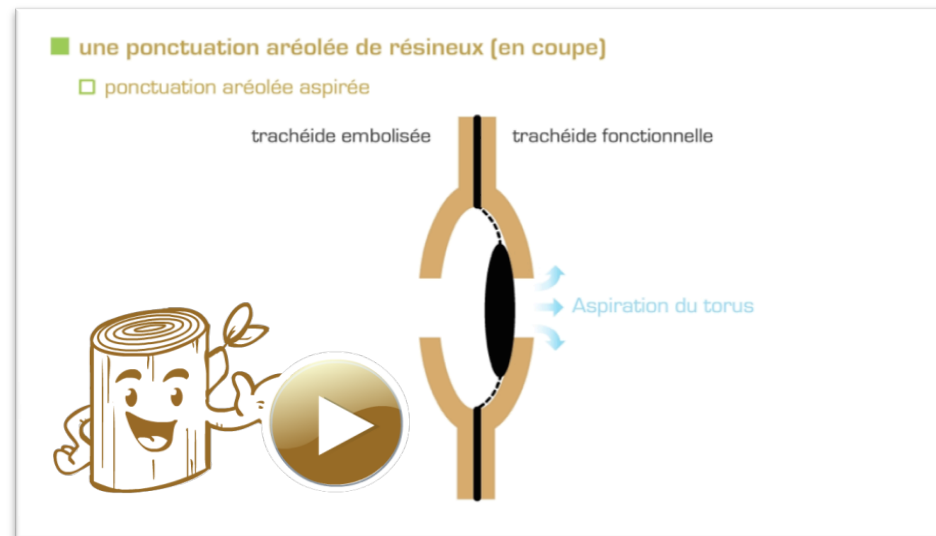 une ponctuation aréolée de résineux (en coupe)
ponctuation aréolée aspirée
trachéide embolisée
trachéide fonctionnelle
Aspiration du torus